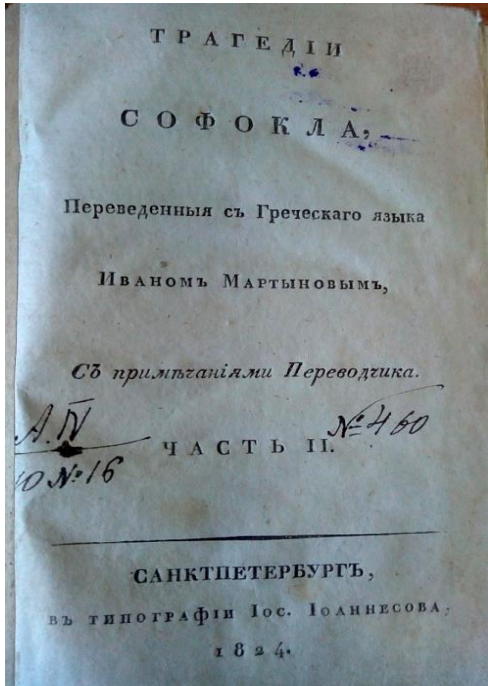 ТРАГЕДІИ
СОФОКЛА,
Переведенныя съ Греческаго языка
Иваномъ Мартыновымъ,
Съ примѣчаніями Переводчика.
А. IV
№ 460
ЧАСТЬ II.
№ 16
САНКТПЕТЕРБУРГЪ,
въ типографіи Іос. Іоаннесова,
1824.